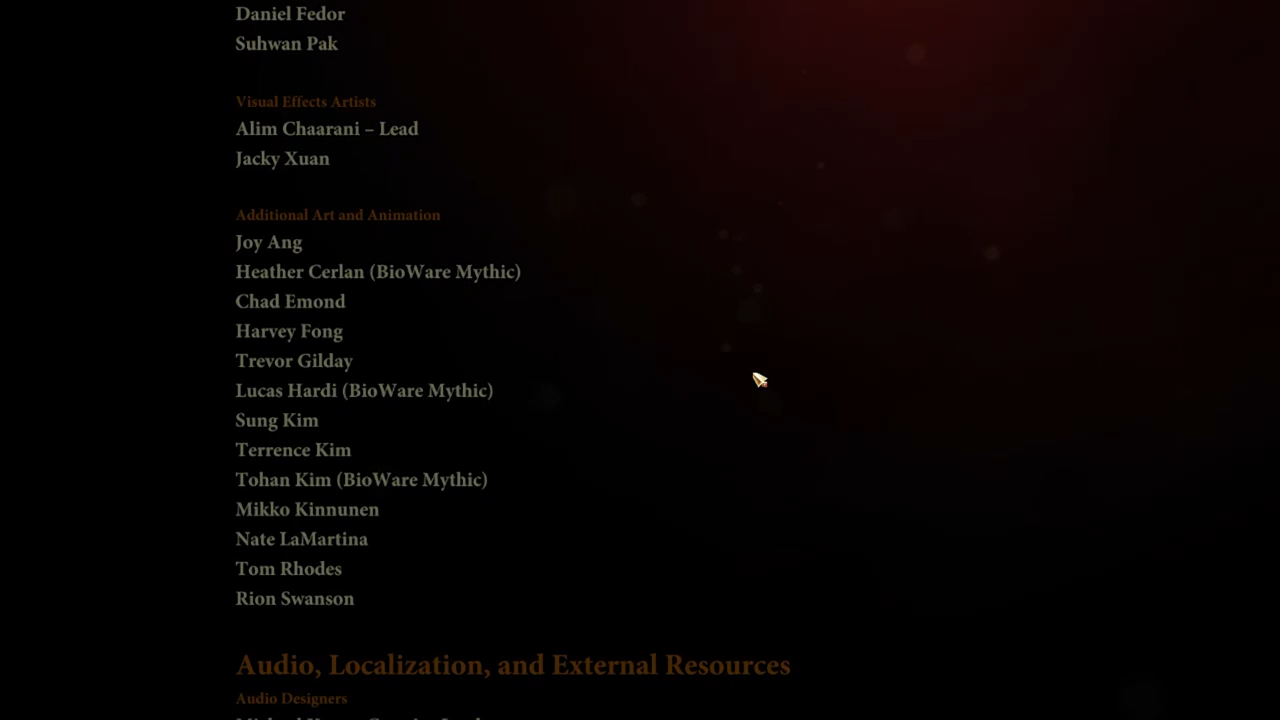 Daniel Fedor
Suhwan Pak
Visual Effects Artists
Alim Chaarani – Lead
Jacky Xuan
Additional Art and Animation
Joy Ang
Heather Cerlan (BioWare Mythic)
Chad Emond
Harvey Fong
Trevor Gilday
Lucas Hardi (BioWare Mythic)
Sung Kim
Terrence Kim
Tohan Kim (BioWare Mythic)
Mikko Kinnunen
Nate LaMartina
Tom Rhodes
Rion Swanson
Audio, Localization, and External Resources
Audio Designers